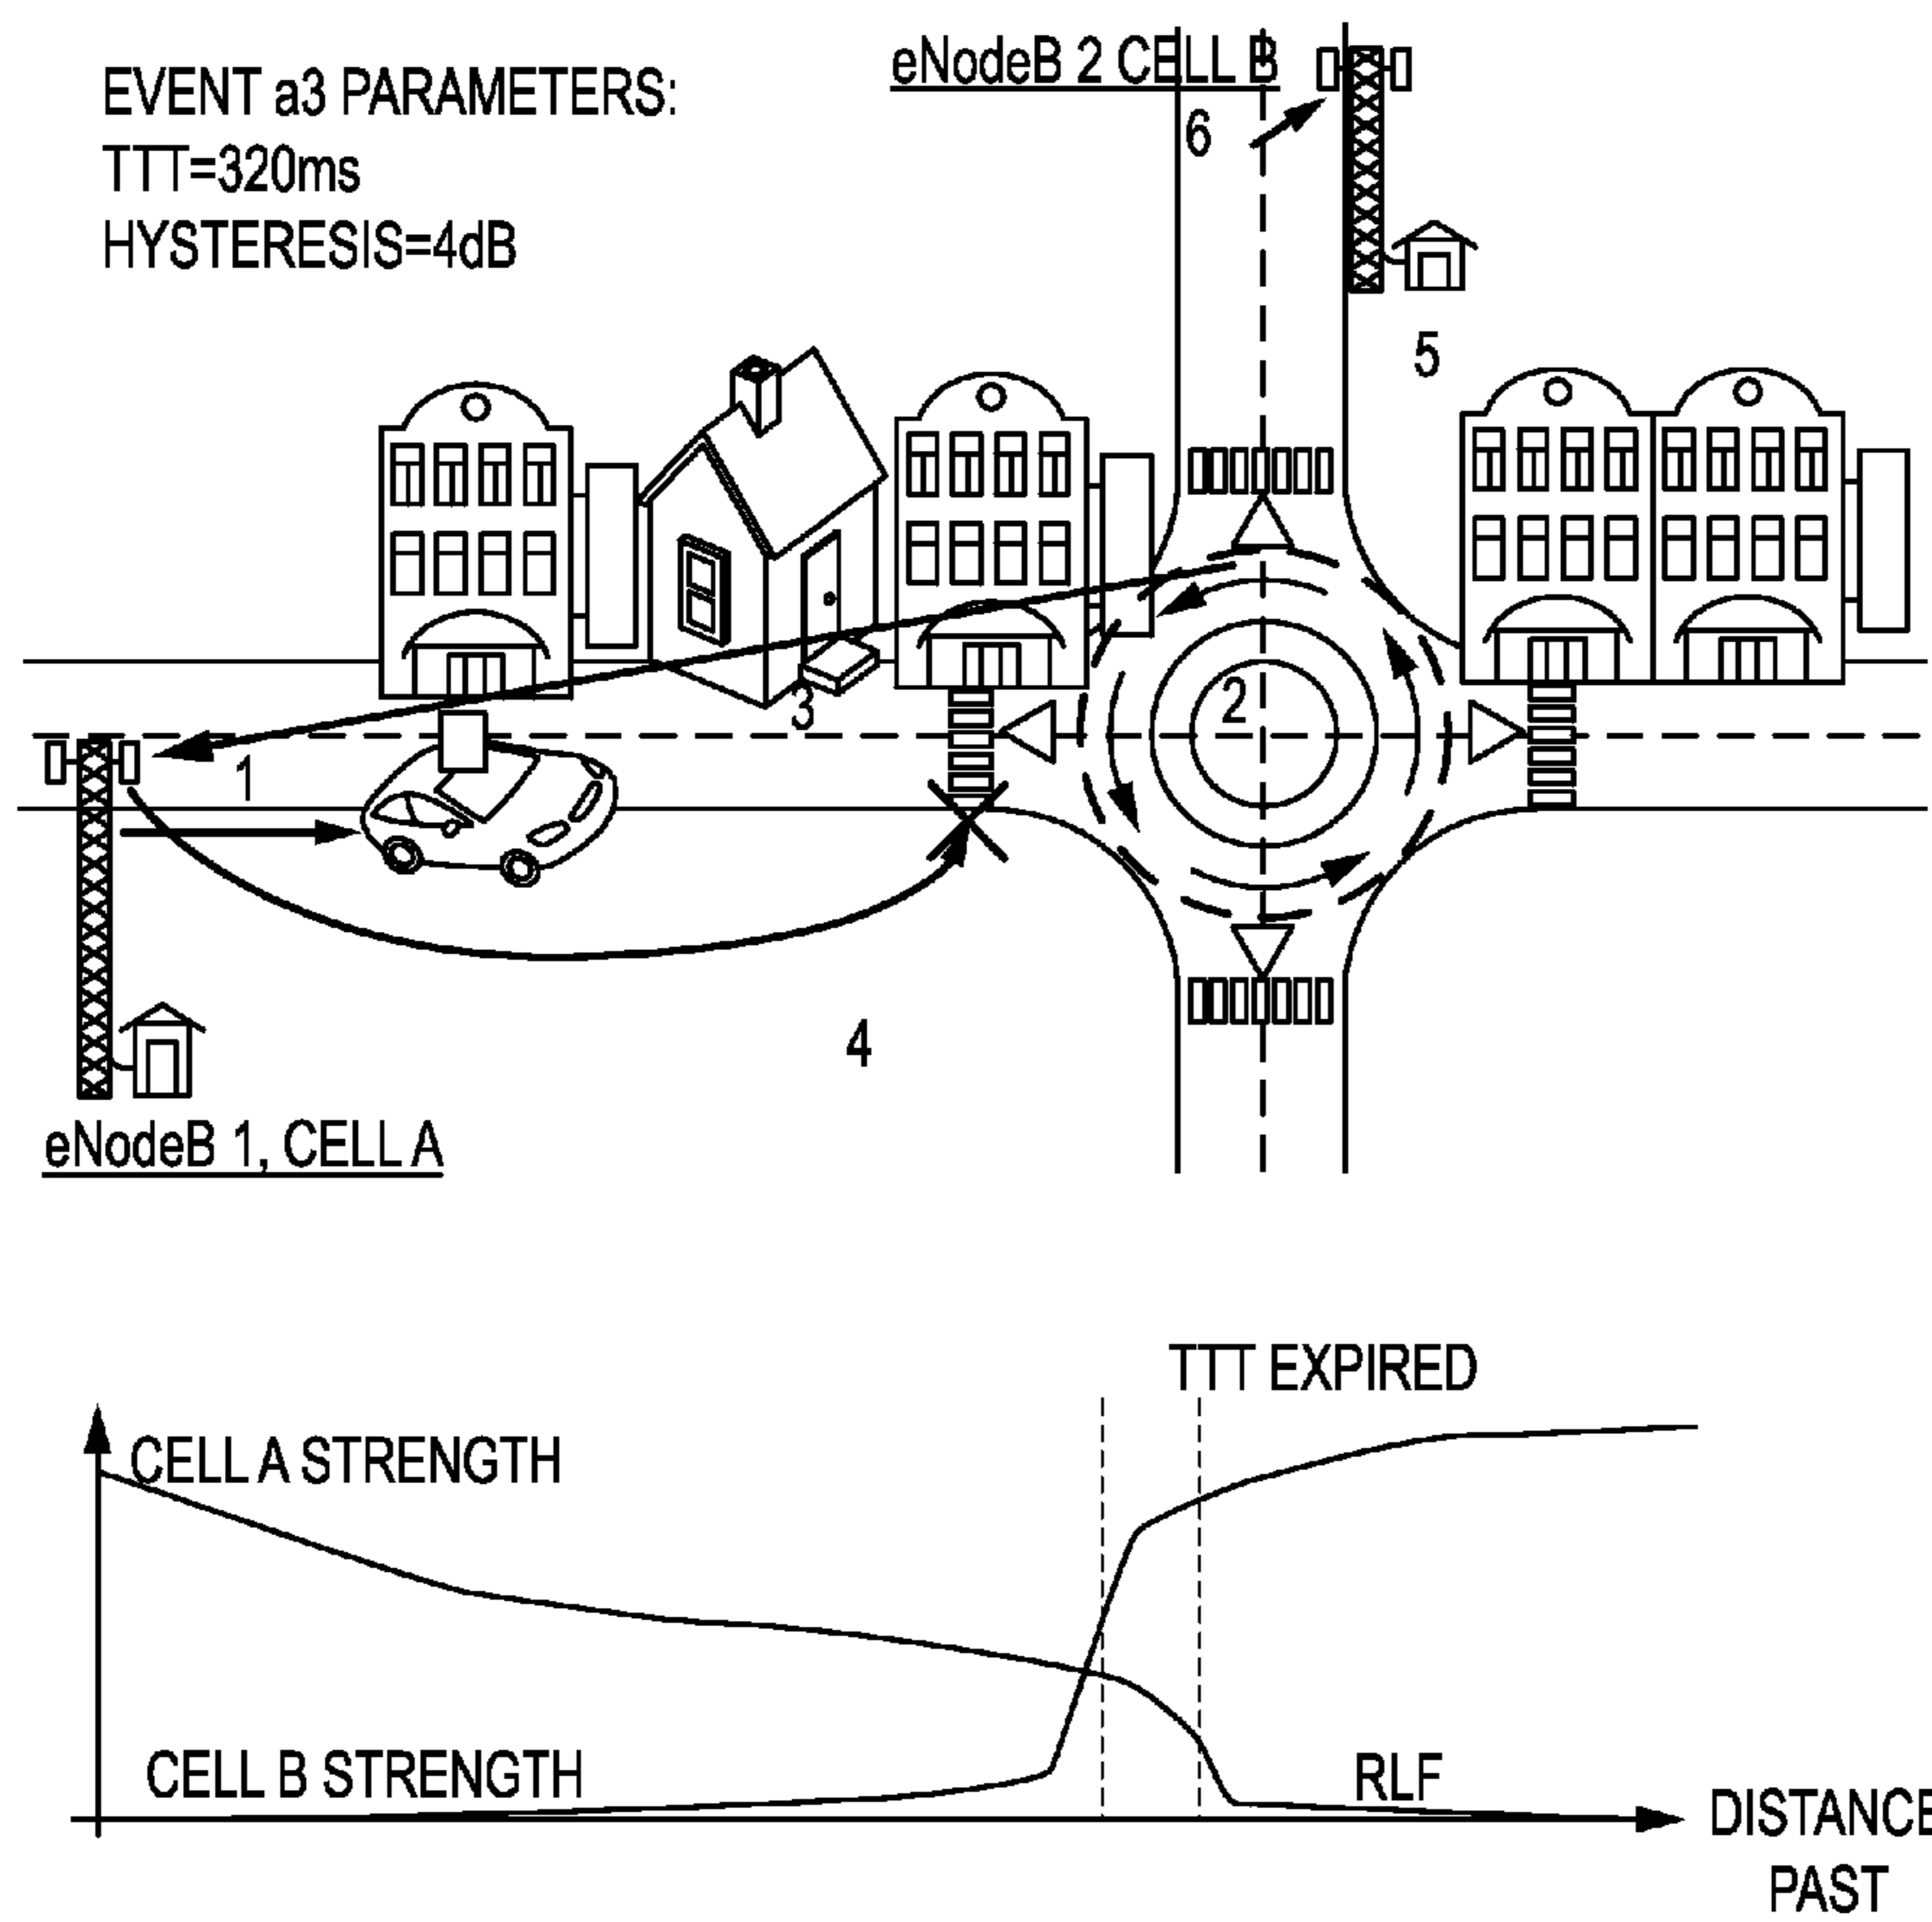 EVENT a3 PARAMETERS:
TTT=320ms
HYSTERESIS=4dB
eNodeB 2 CELL B
6
5
2
3
1
4
eNodeB 1, CELL A
TTT EXPIRED
CELL A STRENGTH
CELL B STRENGTH
RLF
DISTANCE
PAST